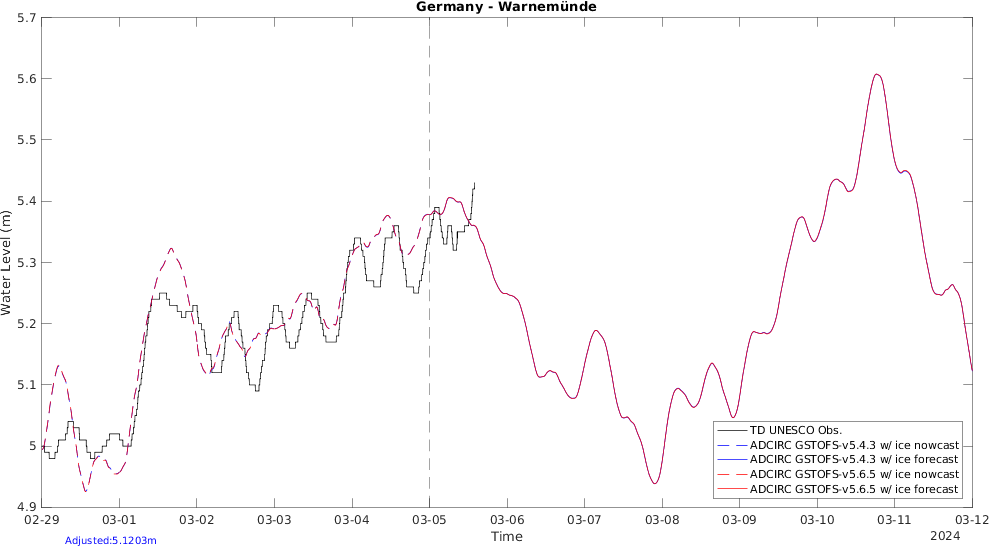 Germany - Warnemünde
Water Level (m)
5.7
5.6
5.5
5.4
5.3
5.2
5.1
5
4.9
TD UNESCO Obs.
ADCIRC GSTOFS-v5.4.3 w/ ice nowcast
ADCIRC GSTOFS-v5.4.3 w/ ice forecast
ADCIRC GSTOFS-v5.6.5 w/ ice nowcast
ADCIRC GSTOFS-v5.6.5 w/ ice forecast
02-29 03-01 03-02 03-03 03-04 03-05 03-06 03-07 03-08 03-09 03-10 03-11 03-12
Time
2024
Adjusted:5.1203m